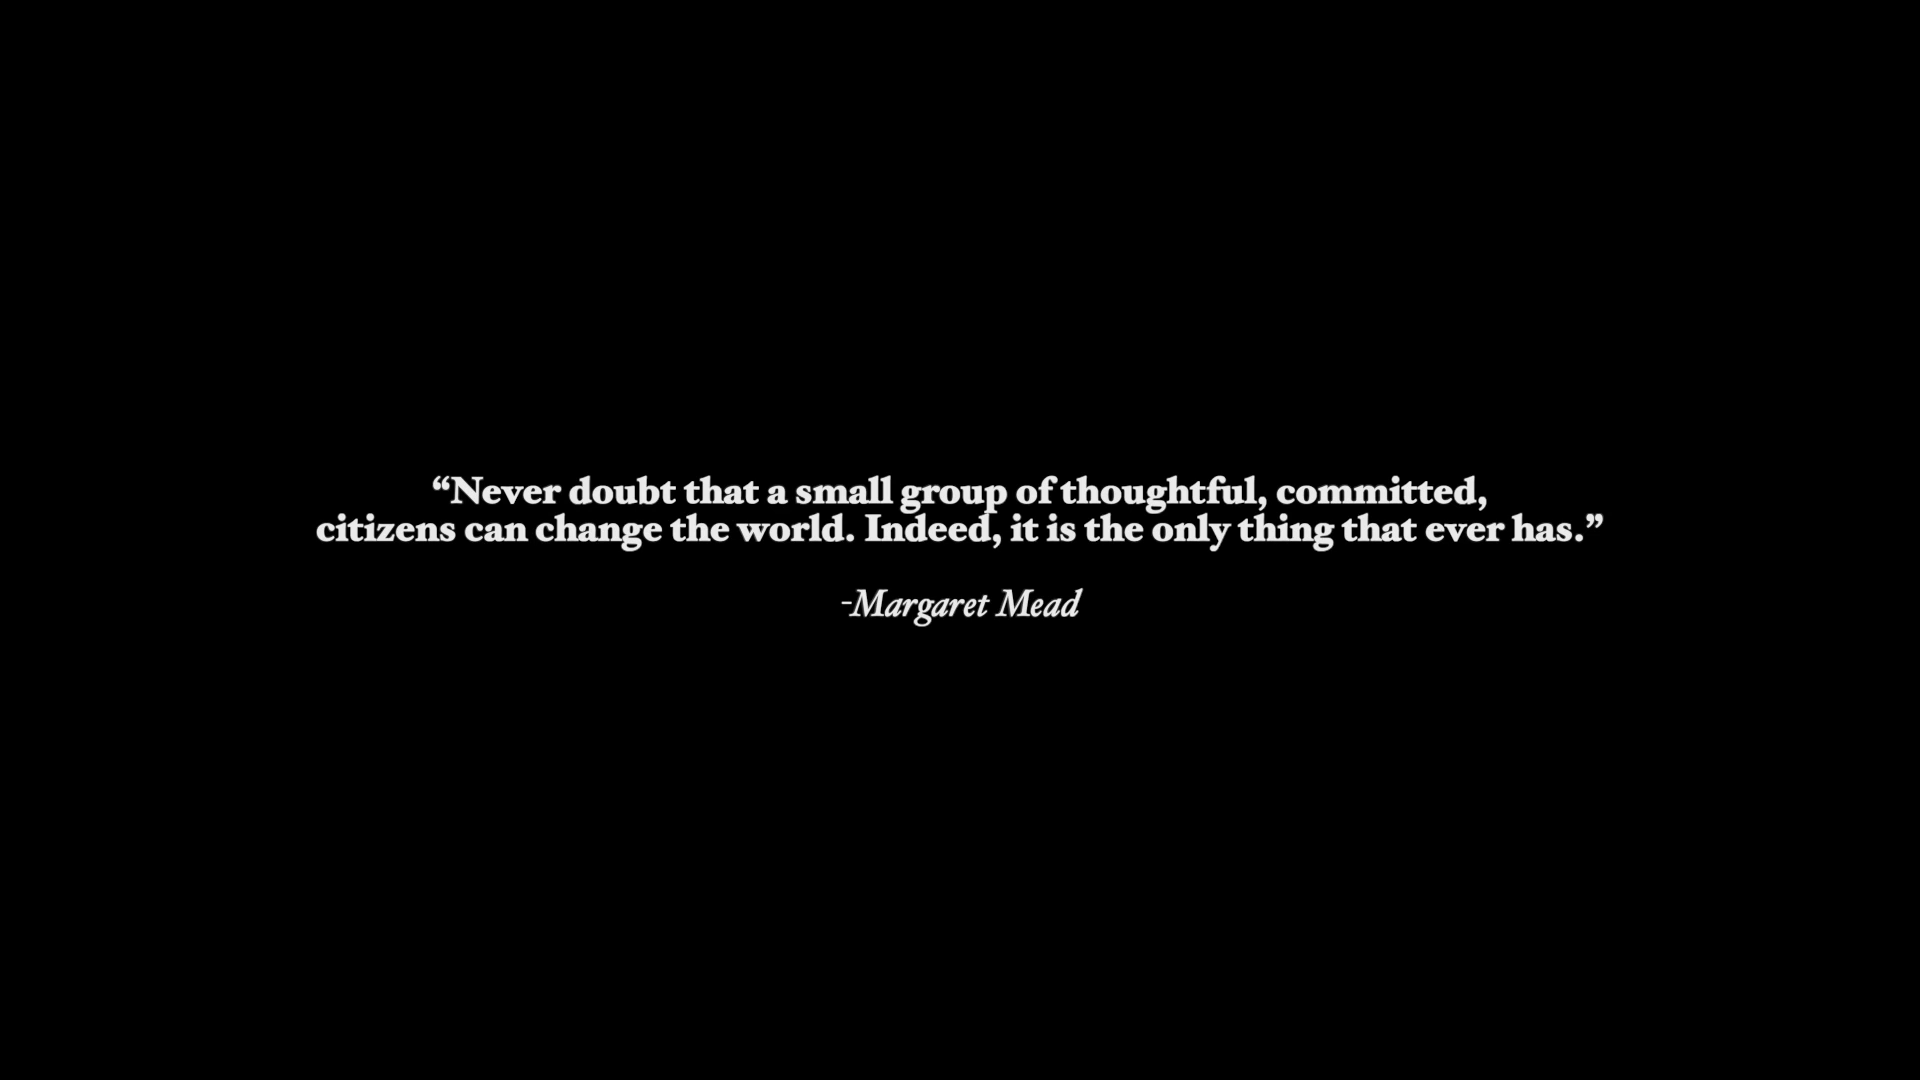 “Never doubt that a small group of thoughtful, committed,
citizens can change the world. Indeed, it is the only thing that ever has.”
-Margaret Mead